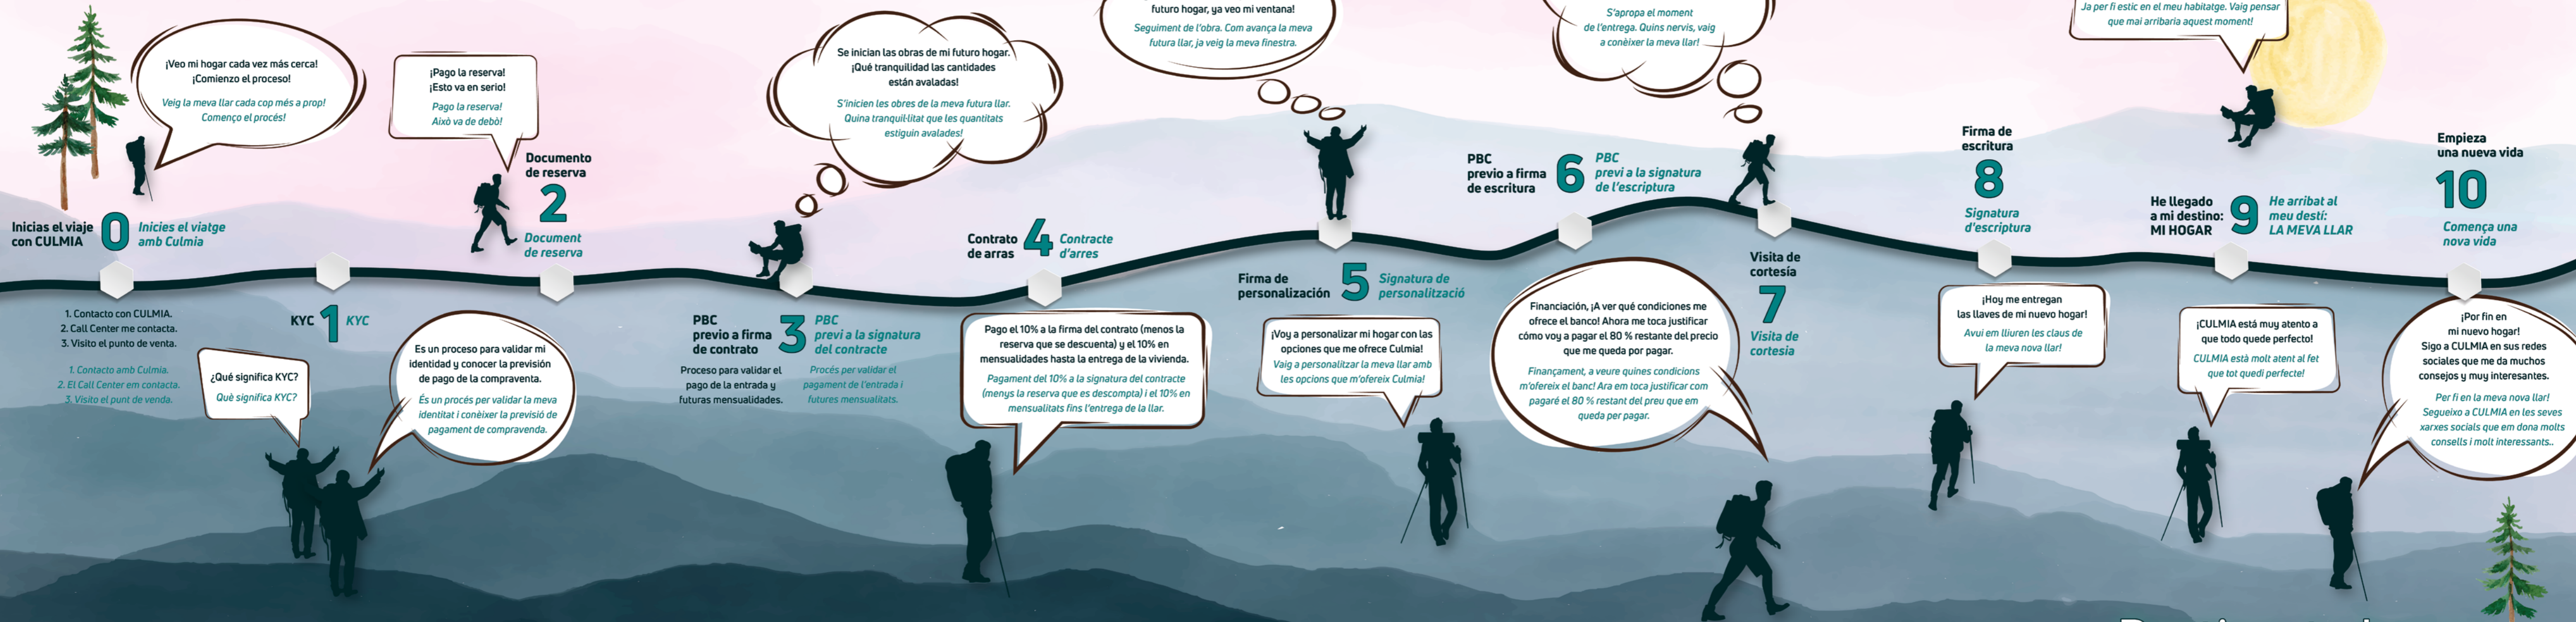 ¡Veo mi hogar cada vez más cerca!
¡Comienzo el proceso!
Veig la meva llar cada cop més a prop!
Començo el procés!
Inicias el viaje
con CULMIA
0
Inicies el viatge
amb Culmia
1. Contacto con CULMIA.
2. Call Center me contacta.
3. Visito el punto de venta.
1. Contacto amb Culmia.
2. El Call Center em contacta.
3. Visito el punt de venda.
KYC
1
KYC
¿Qué significa KYC?
Què significa KYC?
Es un proceso para validar mi
identidad y conocer la previsión
de pago de la compraventa.
És un procés per validar la meva
identitat i conèixer la previsió de
pagament de compravenda.
¡Pago la reserva!
¡Esto va en serio!
Pago la reserva!
Això va de debò!
Documento
de reserva
2
Document
de reserva
Se inician las obras de mi futuro hogar.
¡Qué tranquilidad las cantidades
están avaladas!
S'inicien les obres de la meva futura llar.
Quina tranquil·litat que les quantitats
estiguin avalades!
PBC
previo a firma
de contrato
3
PBC
previ a la signatura
del contracte
Proceso para validar el
pago de la entrada y
futuras mensualidades.
Procés per validar el
pagament de l'entrada i
futures mensualitats.
Contrato
de arras
4
Contracte
d'arres
Pago el 10% a la firma del contrato (menos la
reserva que se descuenta) y el 10% en
mensualidades hasta la entrega de la vivienda.
Pagament del 10% a la signatura del contracte
(menys la reserva que es descompta) i el 10% en
mensualitats fins l'entrega de la llar.
futuro hogar, ya veo mi ventana!
Seguiment de l'obra. Com avança la meva
futura llar, ja veig la meva finestra.
Firma de
personalización
5
Signatura de
personalització
¡Voy a personalizar mi hogar con las
opciones que me ofrece Culmia!
Vaig a personalitzar la meva llar amb
les opcions que m'ofereix Culmia!
PBC
previo a firma
de escritura
6
PBC
previ a la signatura
de l'escriptura
Financiación, ¡A ver qué condiciones me
ofrece el banco! Ahora me toca justificar
cómo voy a pagar el 80 % restante del precio
que me queda por pagar.
Finançament, a veure quines condicions
m'ofereix el banc! Ara em toca justificar com
pagaré el 80 % restant del preu que em
queda per pagar.
S'apropa el moment
de l'entrega. Quins nervis, vaig
a conèixer la meva llar!
Visita de
cortesía
7
Visita de
cortesia
Firma de
escritura
8
Signatura
d'escriptura
¡Hoy me entregan
las llaves de mi nuevo hogar!
Avui em lliuren les claus de
la meva nova llar!
Ja per fi estic en el meu habitatge. Vaig pensar
que mai arribaria aquest moment!
He llegado
a mi destino:
MI HOGAR
9
He arribat al
meu destí:
LA MEVA LLAR
¡CULMIA está muy atento a
que todo quede perfecto!
CULMIA està molt atent al fet
que tot quedi perfecte!
Empieza
una nueva vida
10
Comença una
nova vida
¡Por fin en
mi nuevo hogar!
Sigo a CULMIA en sus redes
sociales que me da muchos
consejos y muy interesantes.
Per fi en la meva nova llar!
Segueixo a CULMIA en les seves
xarxes socials que em dona molts
consells i molt interessants..